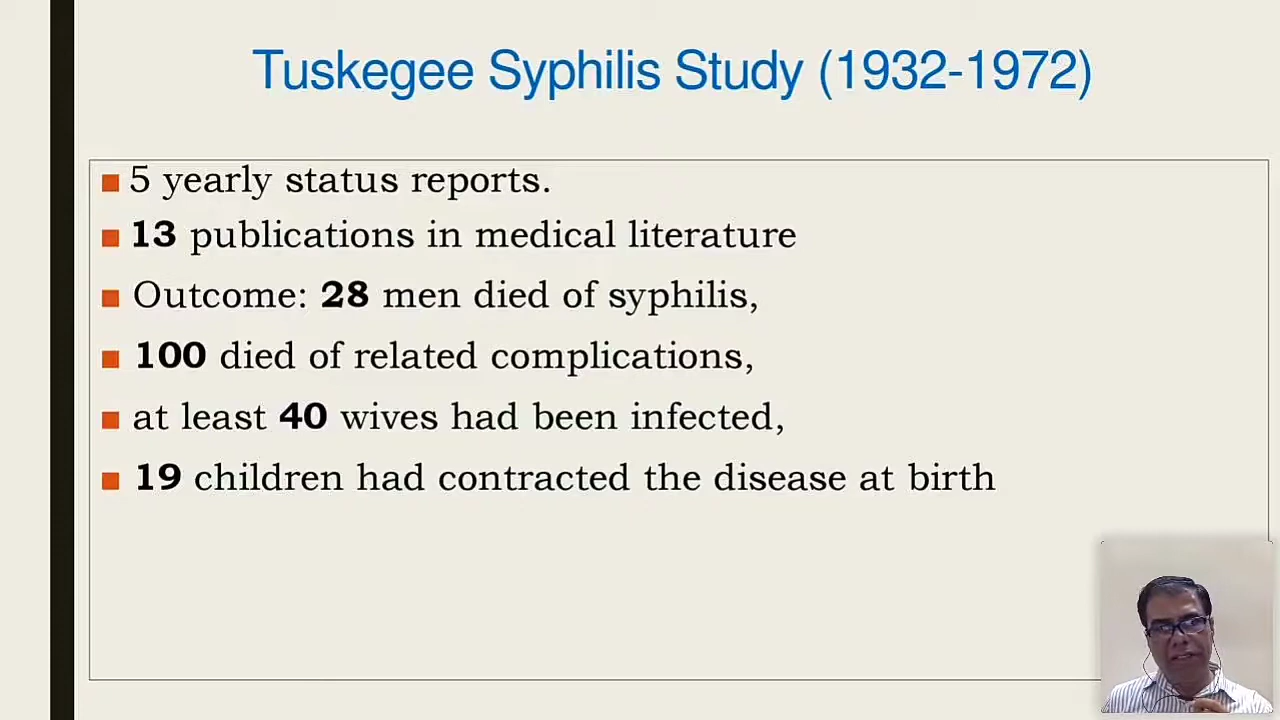 Tuskegee Syphilis Study (1932-1972)
5 yearly status reports.
13 publications in medical literature
Outcome: 28 men died of syphilis,
100 died of related complications,
at least 40 wives had been infected,
19 children had contracted the disease at birth